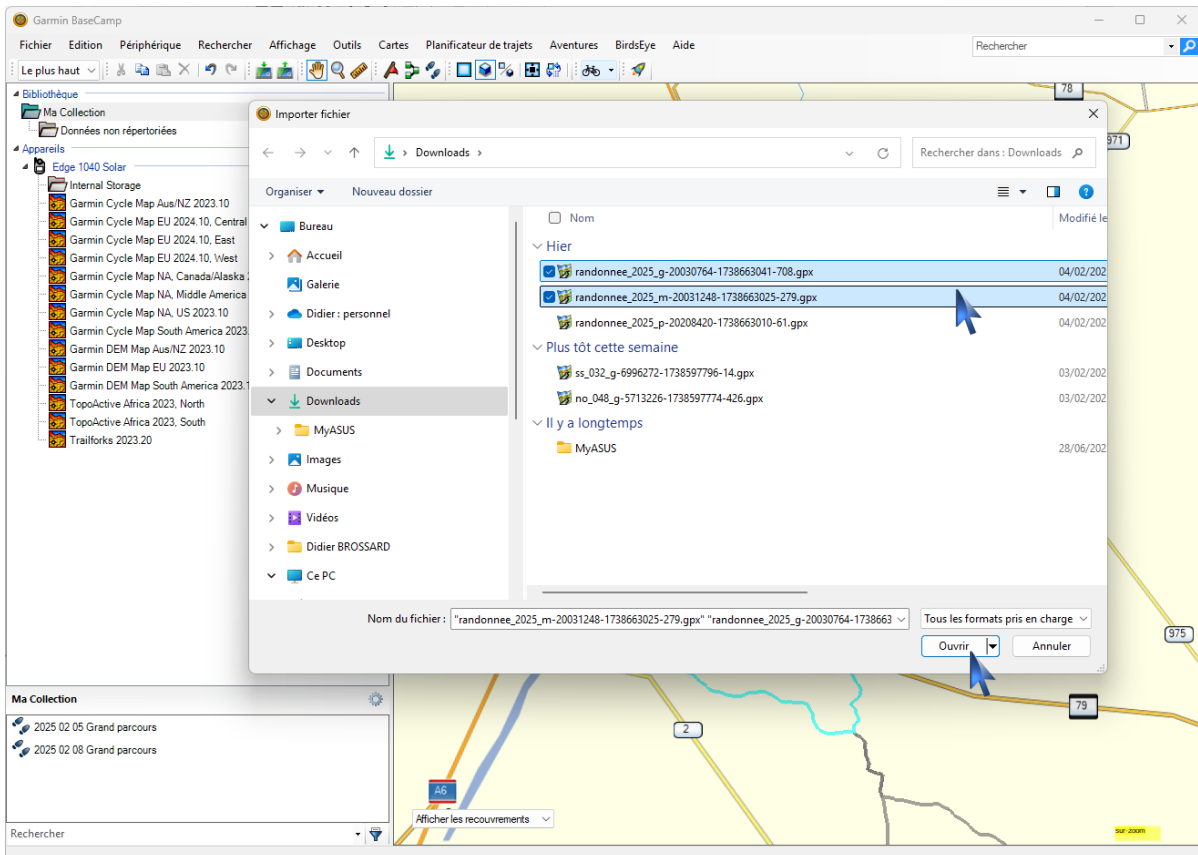 Garmin BaseCamp
Fichier Edition Périphérique Rechercher Affichage Outils Cartes Planificateur de trajets Aventures BirdsEye Aide
Rechercher
Le plus haut
Bibliothèque
Ma Collection
Données non répertoriées
Appareils
Edge 1040 Solar
Internal Storage
Garmin Cycle Map Aus/NZ 2023.10
Garmin Cycle Map EU 2024.10, Central
Garmin Cycle Map EU 2024.10, East
Garmin Cycle Map EU 2024.10, West
Garmin Cycle Map NA, Canada/Alaska
Garmin Cycle Map NA, Middle America
Garmin Cycle Map NA, US 2023.10
Garmin Cycle Map South America 2023
Garmin DEM Map Aus/NZ 2023.10
Garmin DEM Map EU 2023.10
Garmin DEM Map South America 2023.1
TopoActive Africa 2023, North
TopoActive Africa 2023, South
Trailforks 2023.20
Importer fichier
Downloads
Rechercher dans : Downloads
Organiser
Nouveau dossier
Bureau
Accueil
Galerie
Didier : personnel
Desktop
Documents
Downloads
MyASUS
Images
Musique
Vidéos
Didier BROSSARD
Ce PC
Nom
Modifié le
Hier
randonnee_2025_g-20030764-1738663041-708.gpx 04/02/202
randonnee_2025_m-20031248-1738663025-279.gpx 04/02/202
randonnee_2025_p-20208420-1738663010-61.gpx 04/02/202
Plus tôt cette semaine
ss_032_g-6996272-1738597796-14.gpx 03/02/202
no_048_g-5713226-1738597774-426.gpx 03/02/202
Il y a longtemps
MyASUS 28/06/202
Nom du fichier : "randonnee_2025_m-20031248-1738663025-279.gpx" "randonnee_2025_g-20030764-1738663
Tous les formats pris en charge
Ouvrir
Annuler
78
971
975
79
2
A6
Ma Collection
2025 02 05 Grand parcours
2025 02 08 Grand parcours
Rechercher
Afficher les recouvrements
sur-zoom